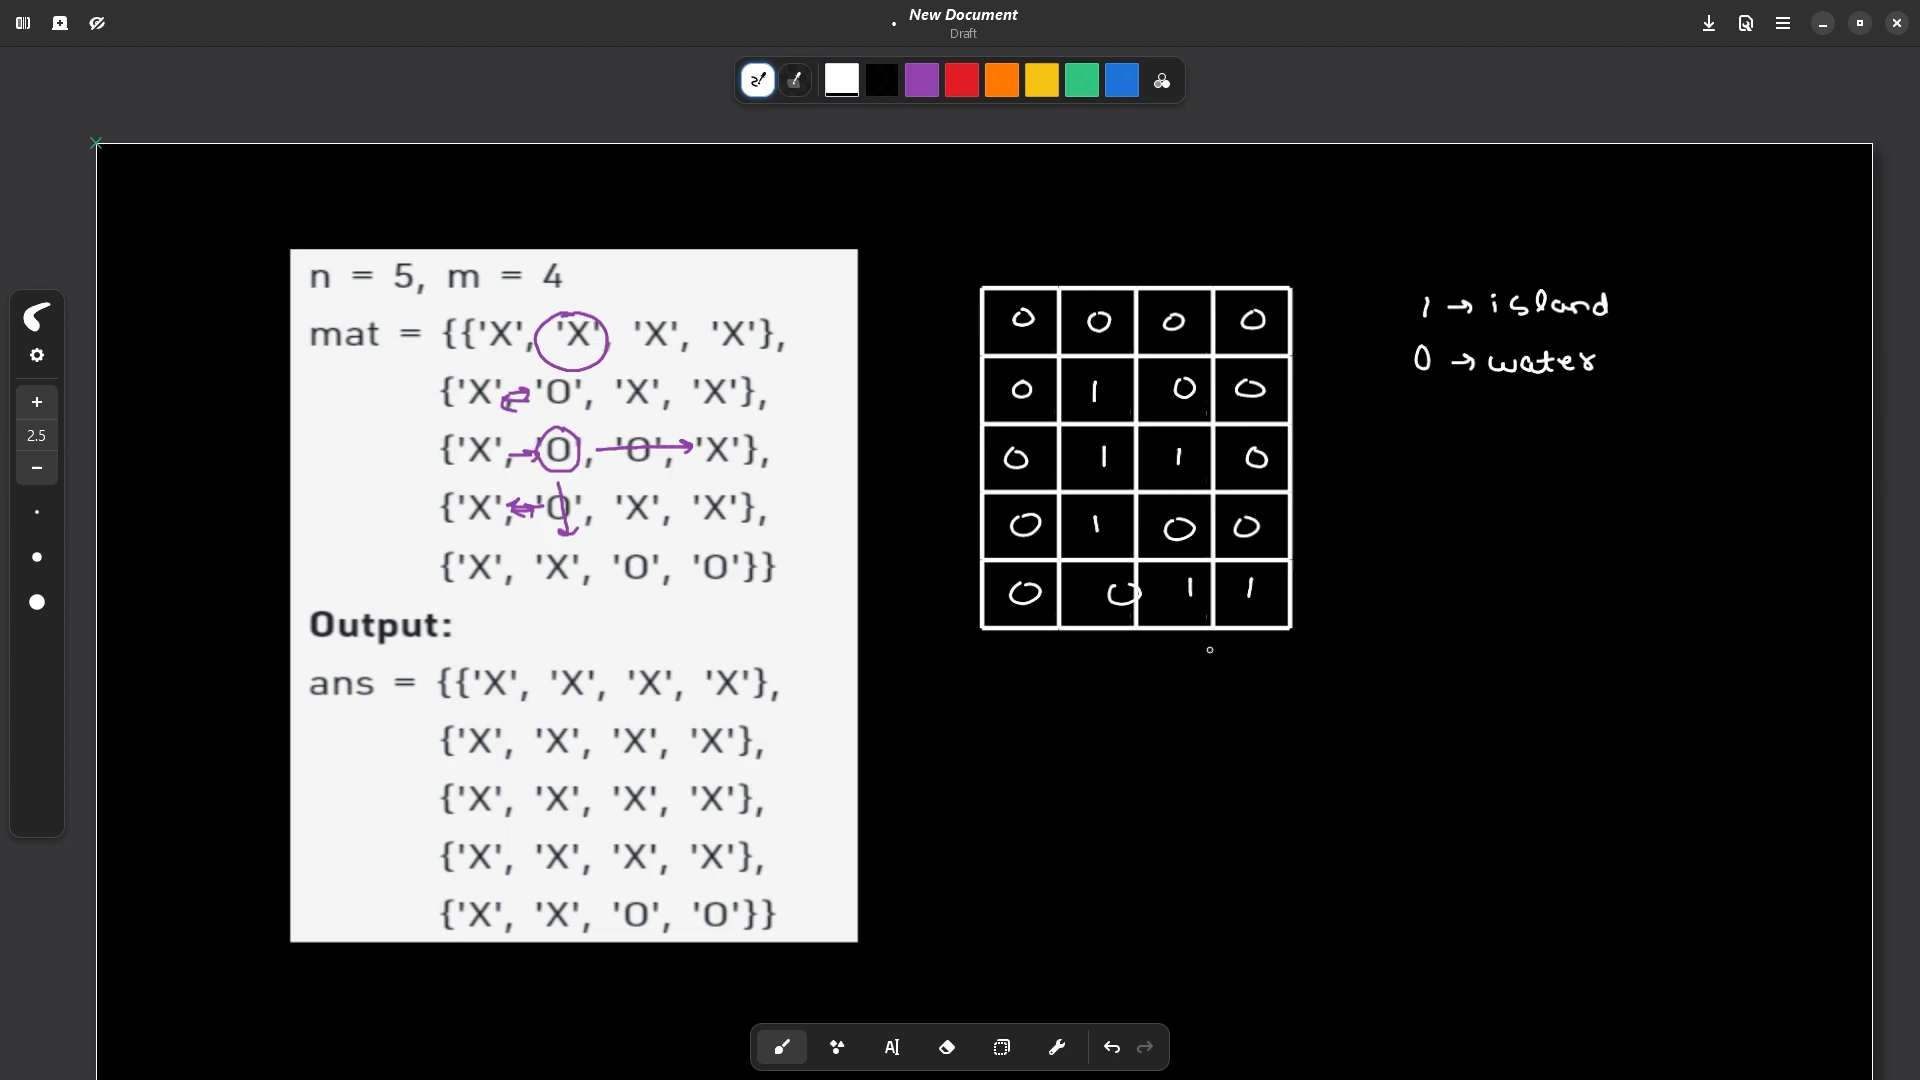 New Document
Draft
2.5
n = 5, m = 4
mat = {{'X', 'X', 'X', 'X'},
{'X', 'O', 'X', 'X'},
{'X', 'O', 'O', 'X'},
{'X', 'O', 'X', 'X'},
{'X', 'X', 'O', 'O'}}
Output:
ans = {{'X', 'X', 'X', 'X'},
{'X', 'X', 'X', 'X'},
{'X', 'X', 'X', 'X'},
{'X', 'X', 'X', 'X'},
{'X', 'X', 'O', 'O'}}
0 0 0 0
0 1 0 0
0 1 1 0
0 1 0 0
0 0 1 1
1 → island
0 → water